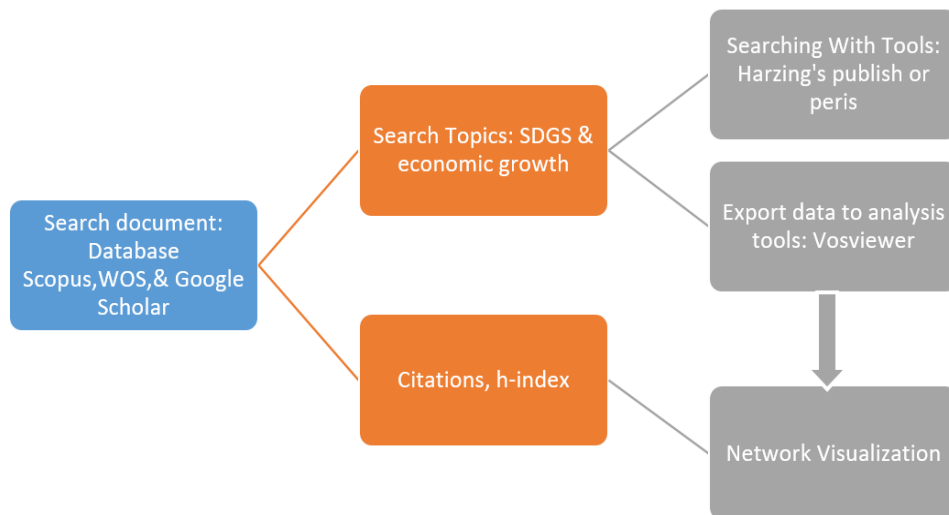 Searching With Tools:
Harzing's publish or
peris
Search Topics: SDGS &
economic growth
Search document:
Database
Scopus,WOS,& Google
Scholar
Export data to analysis
tools: Vosviewer
Citations, h-index
Network Visualization